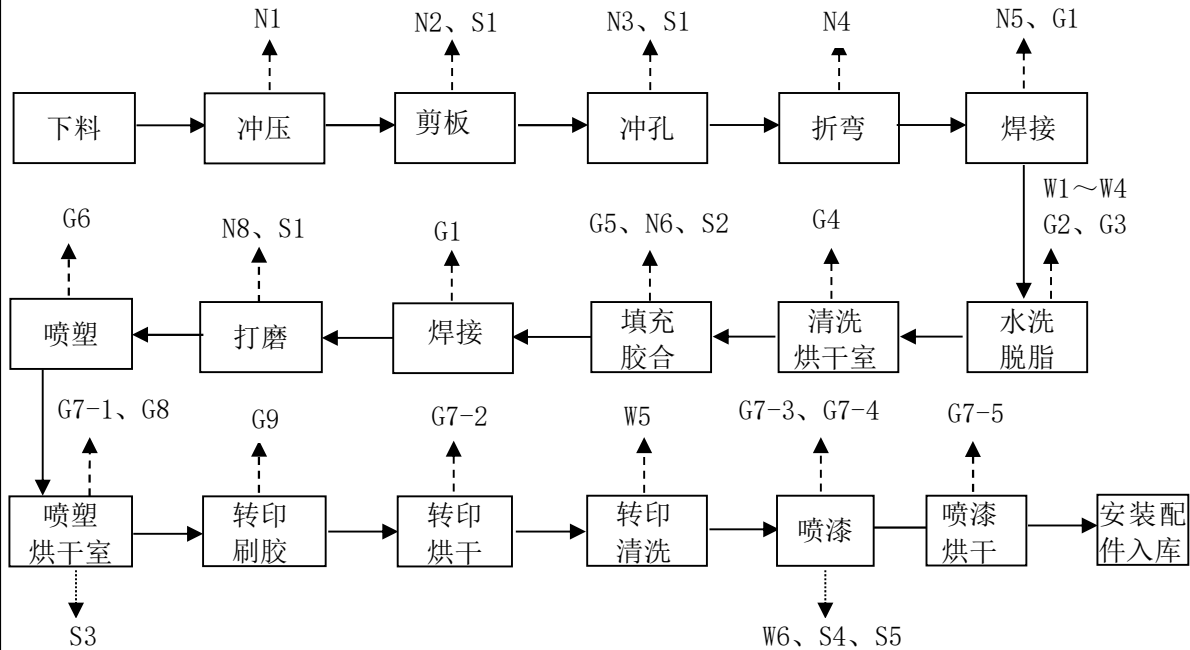 N1
N2、S1
N3、S1
N4
N5、G1
下料
冲压
剪板
冲孔
折弯
焊接
W1～W4
G2、G3
G6
N8、S1
G1
G5、N6、S2
G4
喷塑
打磨
焊接
填充
胶合
清洗
烘干室
水洗
脱脂
G7-1、G8
G9
G7-2
W5
G7-3、G7-4
G7-5
喷塑
烘干室
转印
刷胶
转印
烘干
转印
清洗
喷漆
喷漆
烘干
安装配
件入库
S3
W6、S4、S5